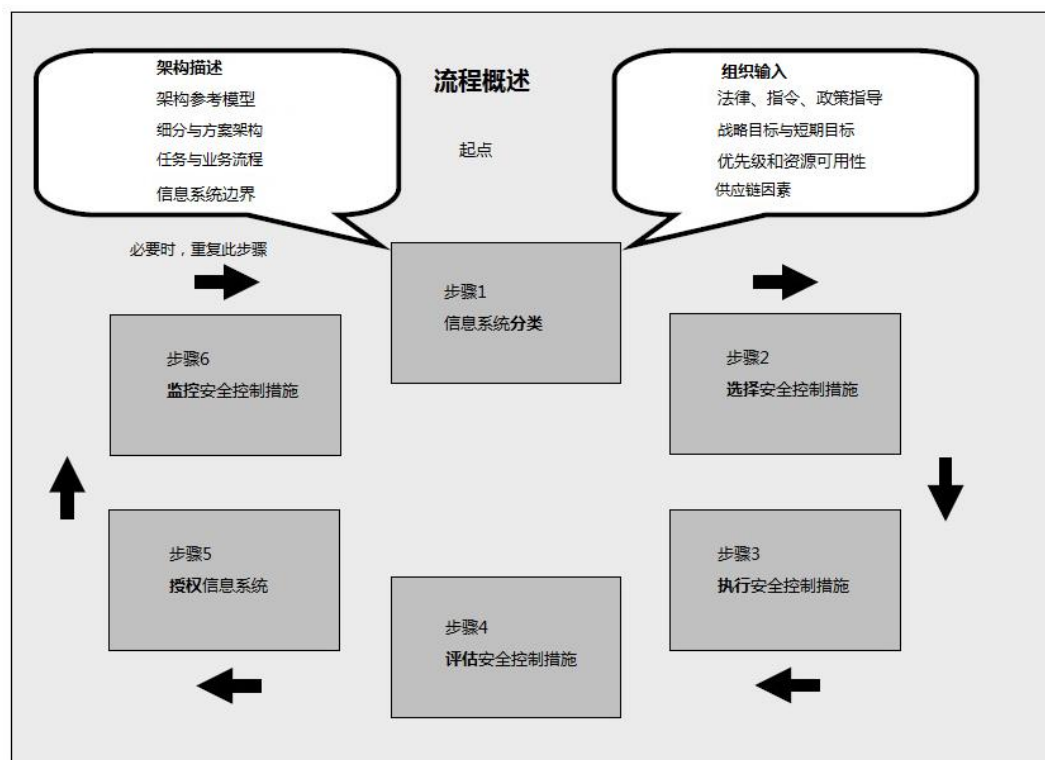 流程概述
起点
架构描述
架构参考模型
细分与方案架构
任务与业务流程
信息系统边界
组织输入
法律、指令、政策指导
战略目标与短期目标
优先级和资源可用性
供应链因素
必要时，重复此步骤
步骤1
信息系统分类
步骤2
选择安全控制措施
步骤3
执行安全控制措施
步骤4
评估安全控制措施
步骤5
授权信息系统
步骤6
监控安全控制措施